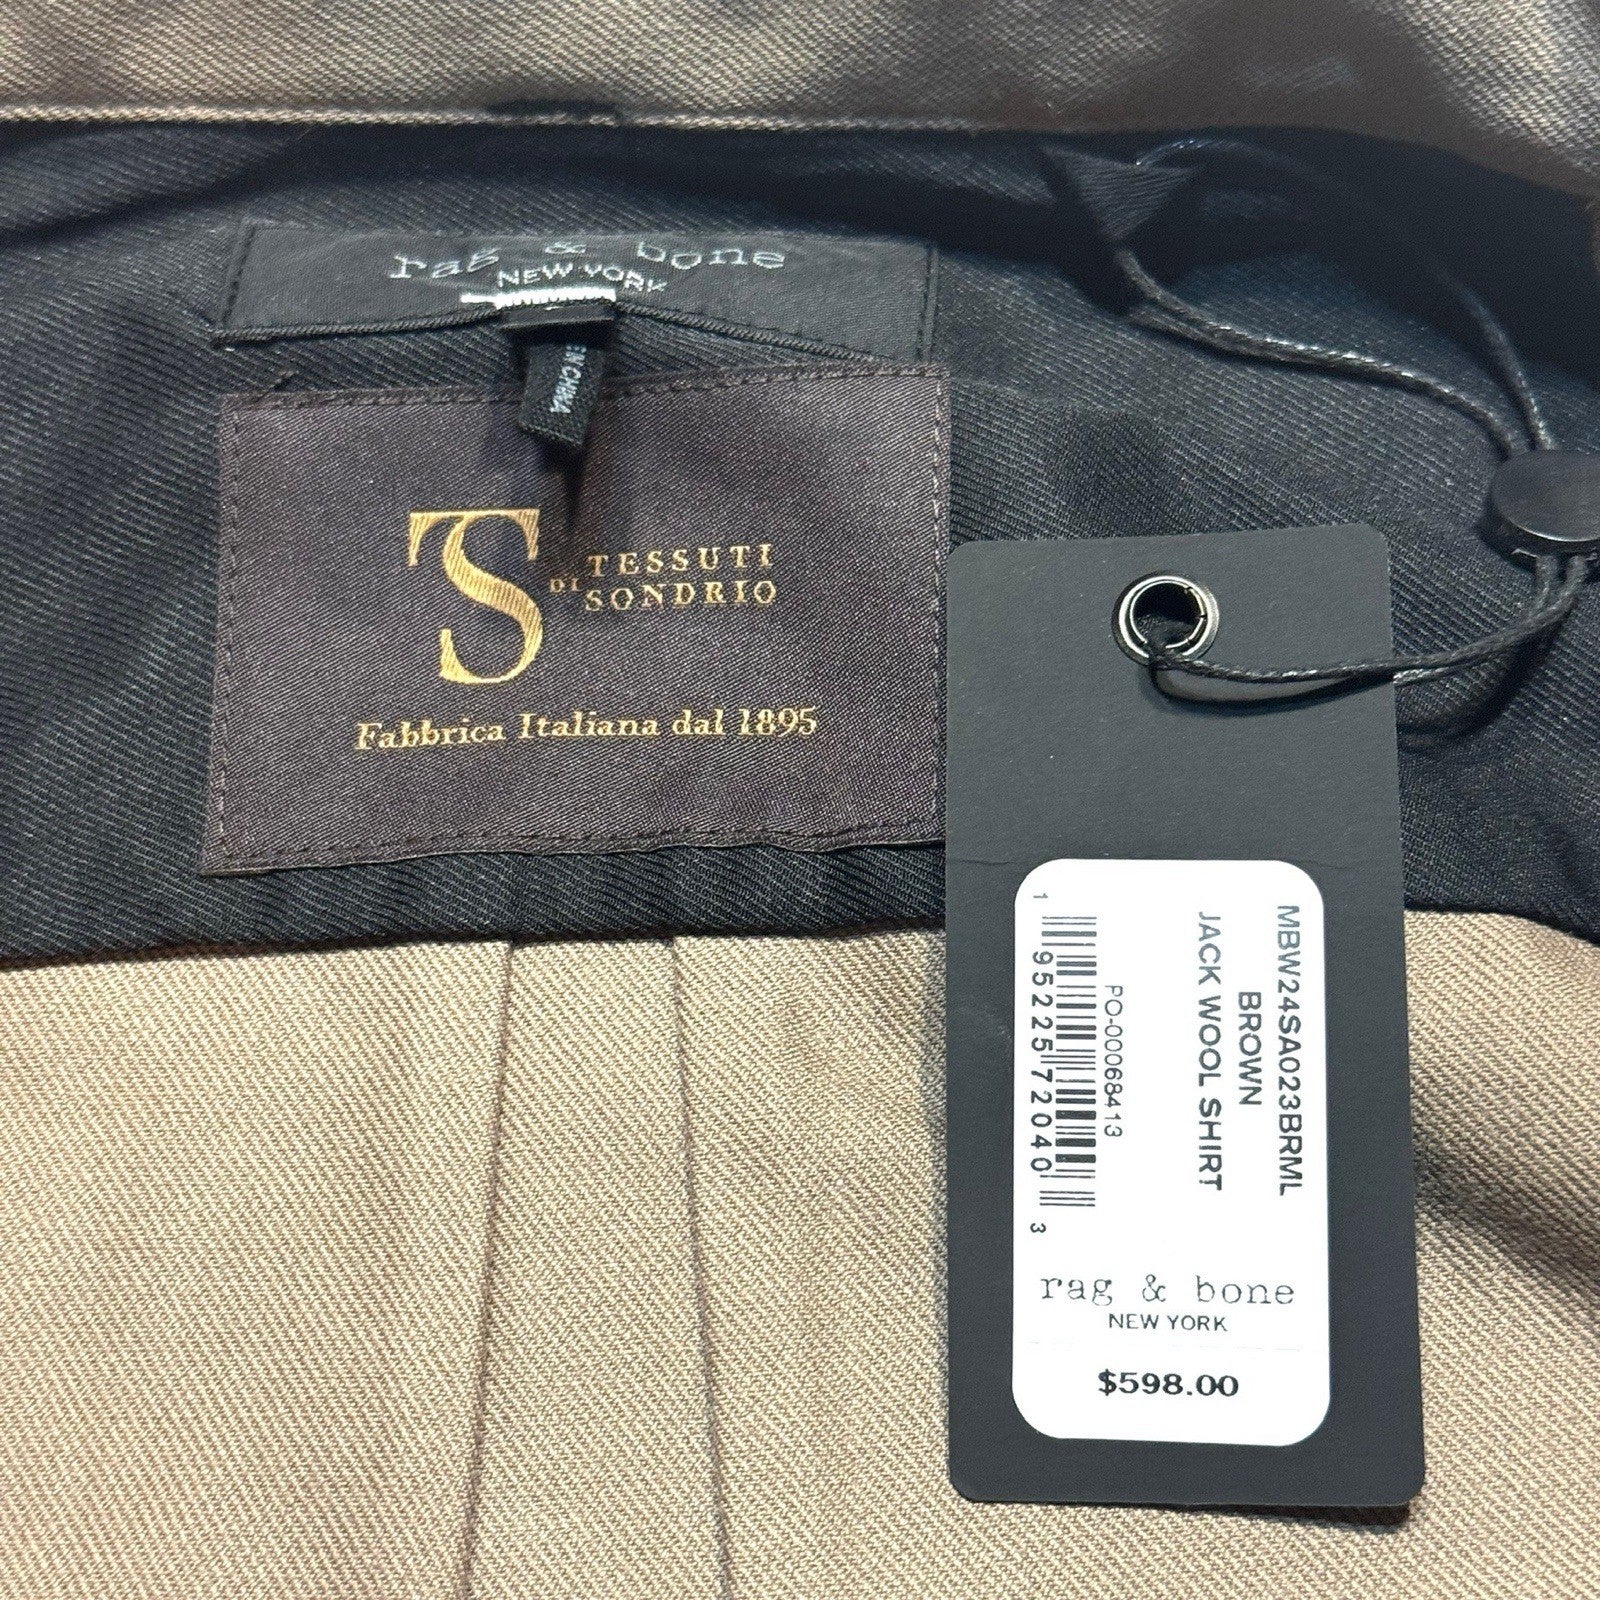 rag & bone
NEW YORK
CHINA
TS
DI TESSUTI
SONDRIO
Fabbrica Italiana dal 1895
MBW24SA023BRML
BROWN
JACK WOOL SHIRT
PO-00068413
1 95225 72040 3
rag & bone
NEW YORK
$598.00